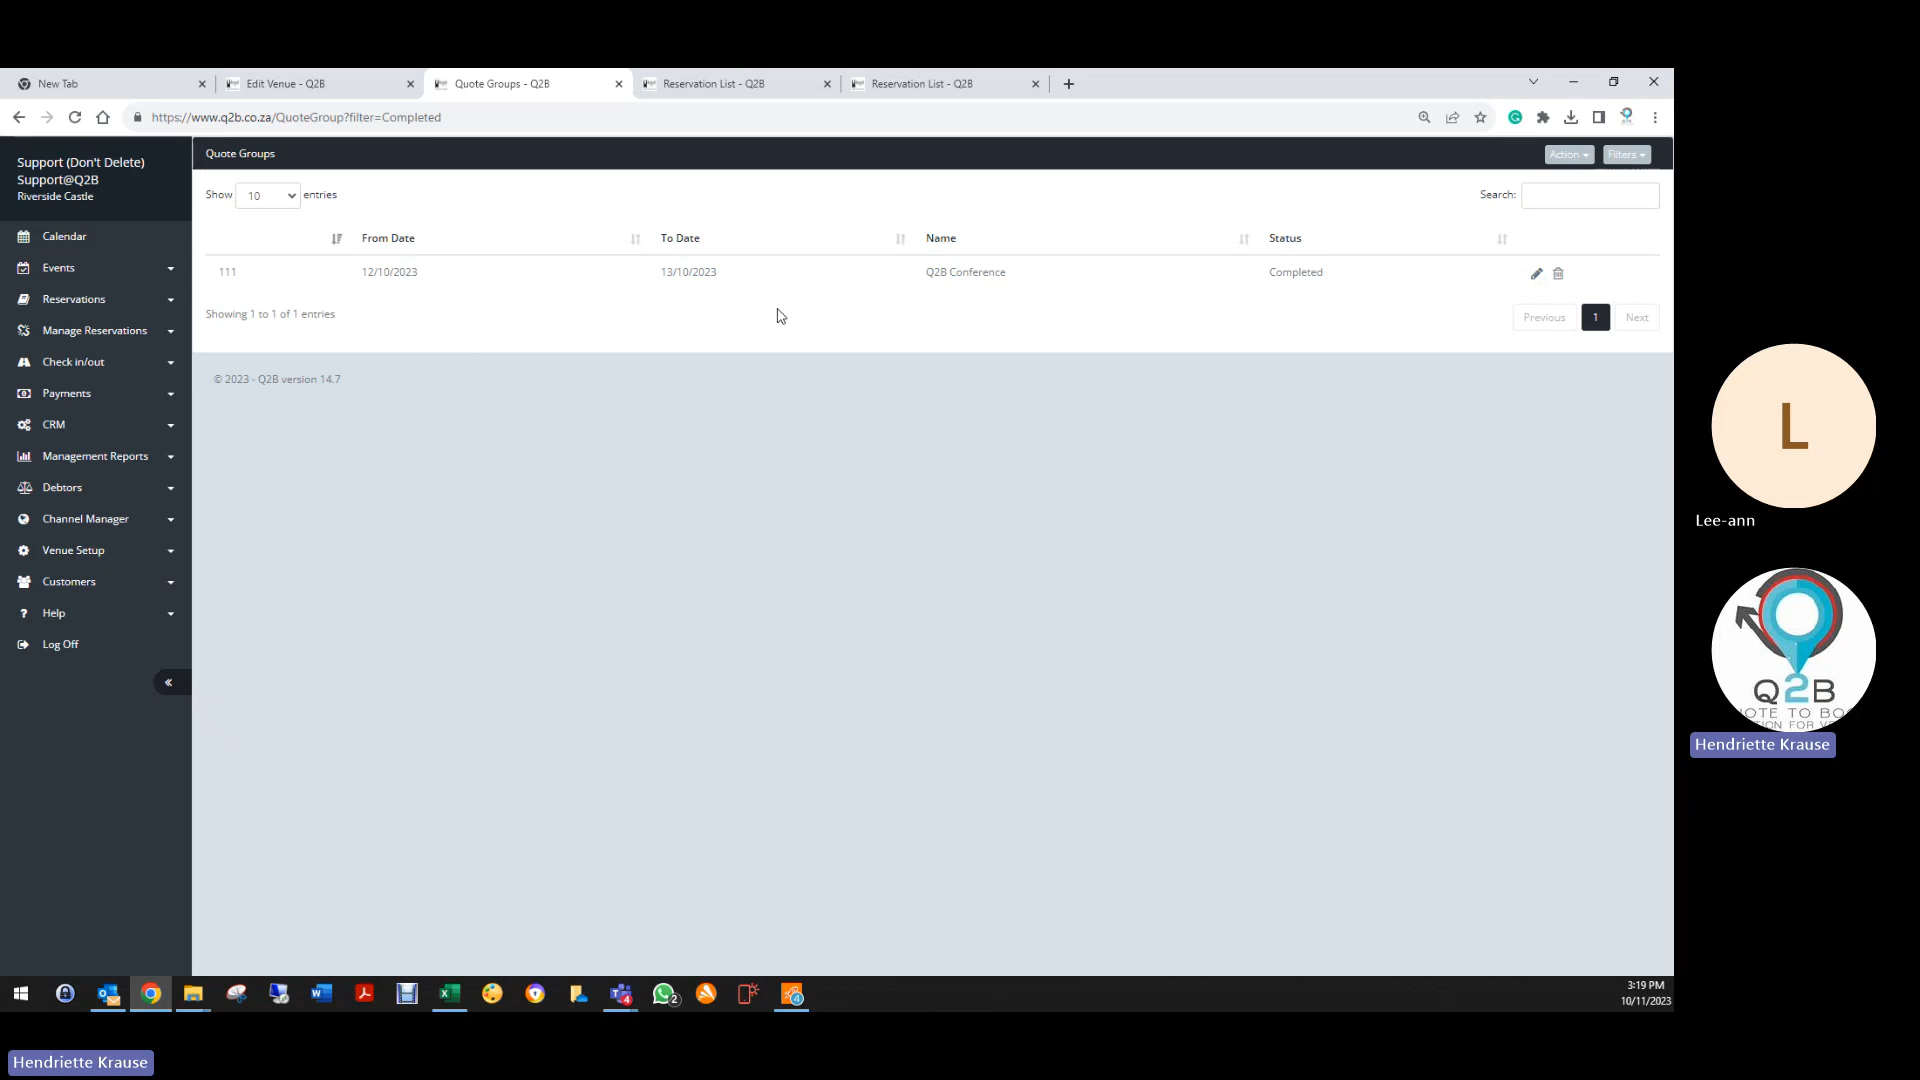 New Tab
Edit Venue - Q2B
Quote Groups - Q2B
Reservation List - Q2B
Reservation List - Q2B
https://www.q2b.co.za/QuoteGroup?filter=Completed
Support (Don't Delete)
Support@Q2B
Riverside Castle
Calendar
Events
Reservations
Manage Reservations
Check in/out
Payments
CRM
Management Reports
Debtors
Channel Manager
Venue Setup
Customers
Help
Log Off
Quote Groups
Action
Filters
Show 10 entries
Search:
From Date To Date Name Status
111 12/10/2023 13/10/2023 Q2B Conference Completed
Showing 1 to 1 of 1 entries
Previous 1 Next
© 2023 - Q2B version 14.7
L
Lee-ann
Q2B
OTE TO BO
TION FOR V
Hendriette Krause
3:19 PM
10/11/2023
Hendriette Krause